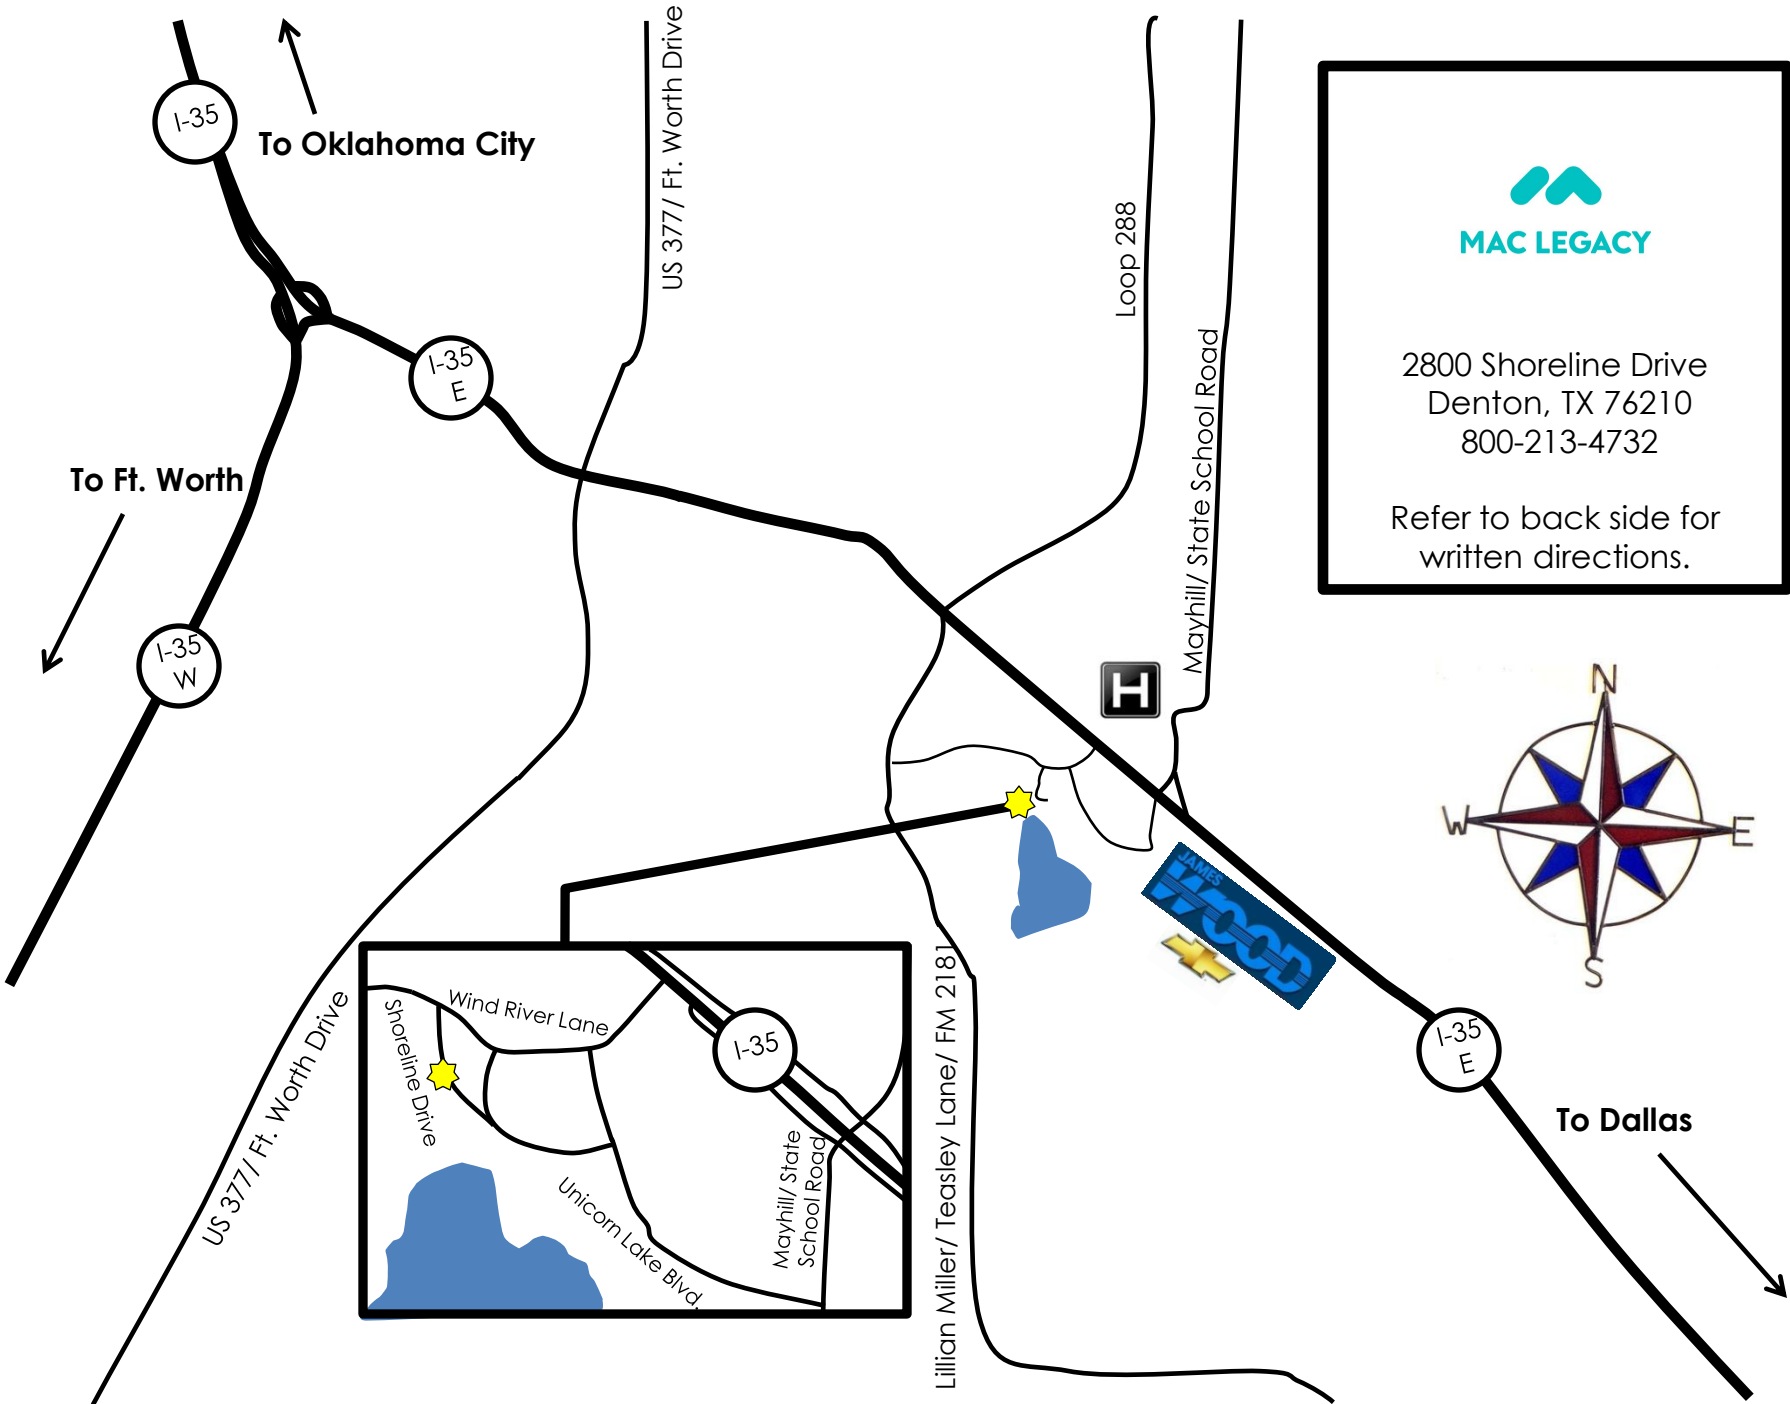 I-35
To Oklahoma City
US 377/ Ft. Worth Drive
Loop 288
Mayhill/ State School Road
MAC LEGACY
2800 Shoreline Drive
Denton, TX 76210
800-213-4732
Refer to back side for
written directions.
I-35
E
To Ft. Worth
I-35
W
H
N
W
E
S
JAMES
WOOD
US 377/ Ft. Worth Drive
Wind River Lane
Shoreline Drive
I-35
Mayhill/ State
School Road
Unicorn Lake Blvd.
Lillian Miller/ Teasley Lane/ FM 2181
I-35
E
To Dallas